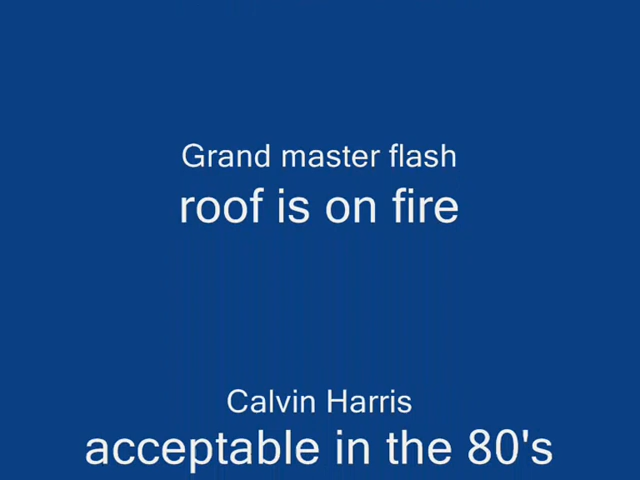 Grand master flash
roof is on fire
Calvin Harris
acceptable in the 80's